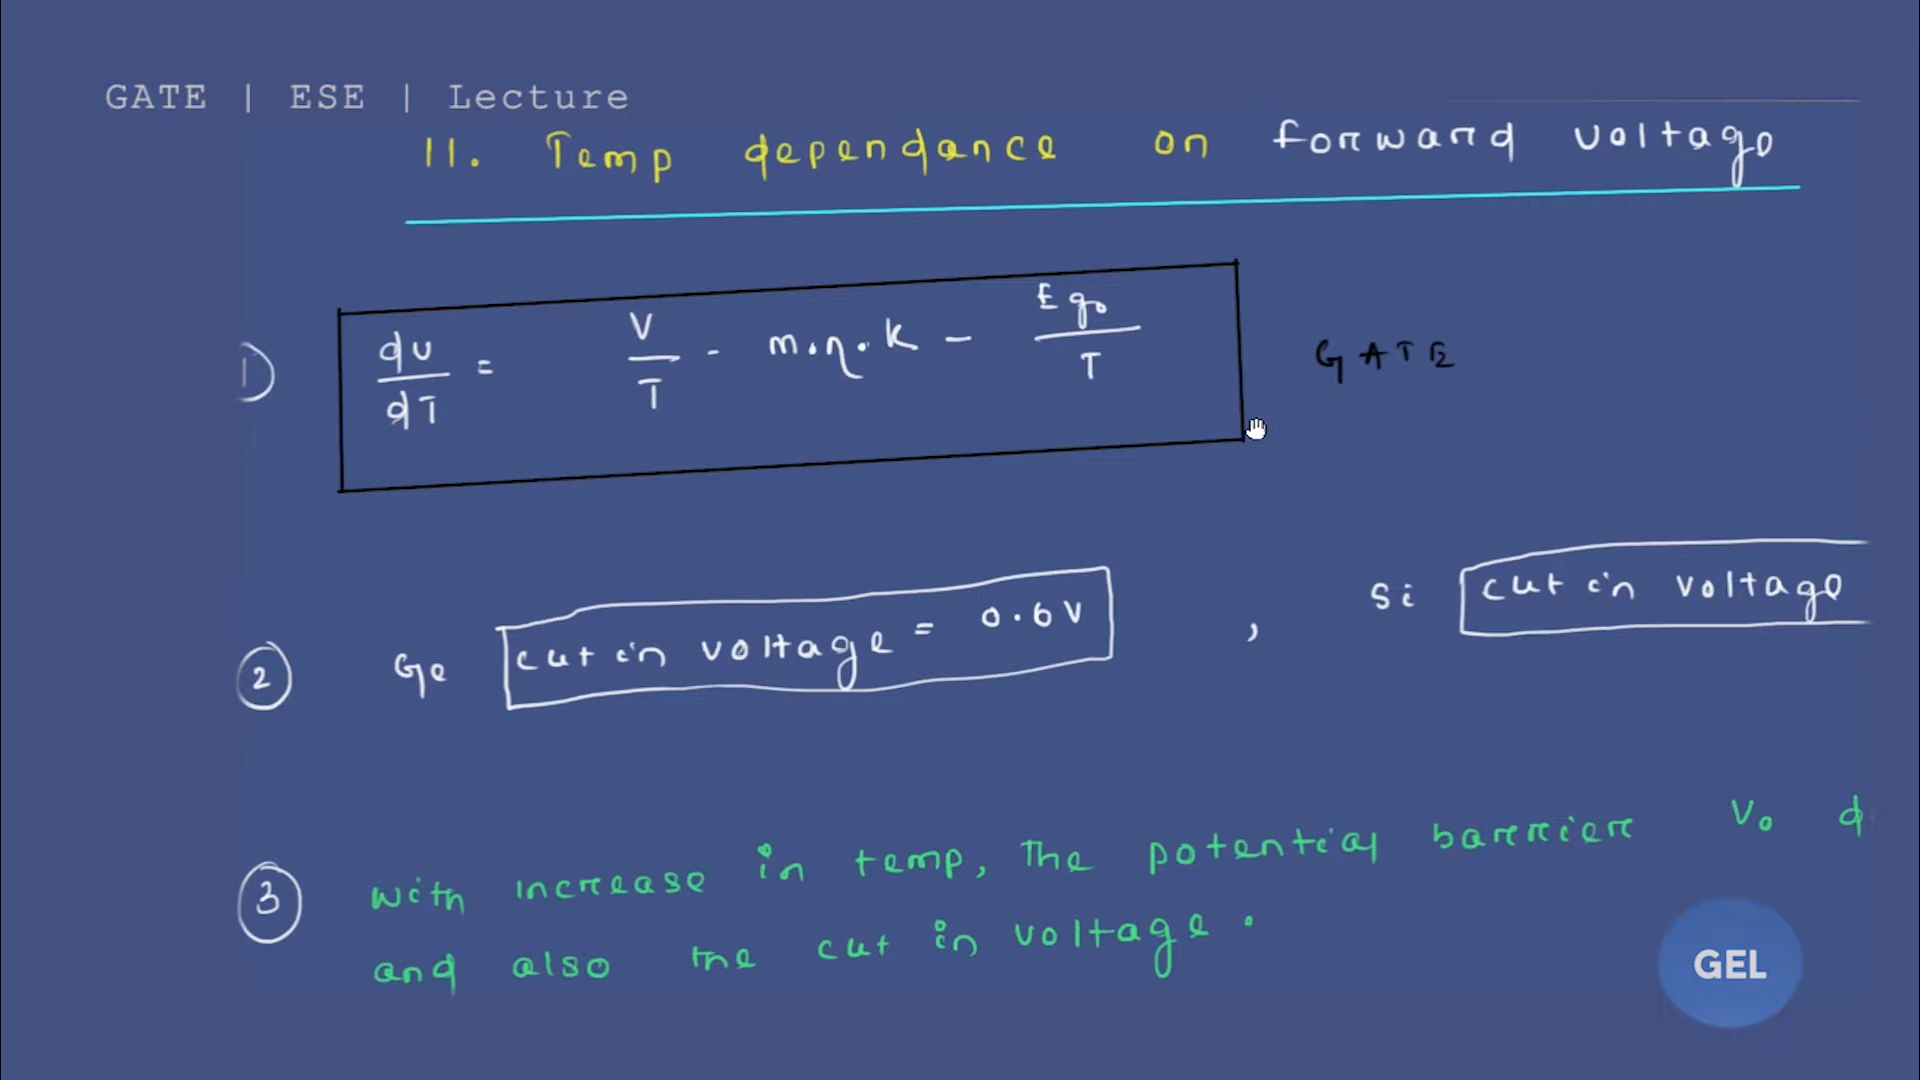 GATE | ESE | Lecture
11. Temp dependance on forward voltage
① dv/dT = V/T - m.η.k - Eg₀/T GATE
② Ge cut in voltage = 0.6V , Si cut in voltage
③ with increase in temp, The potential barrier V₀ d
and also the cut in voltage.
GEL